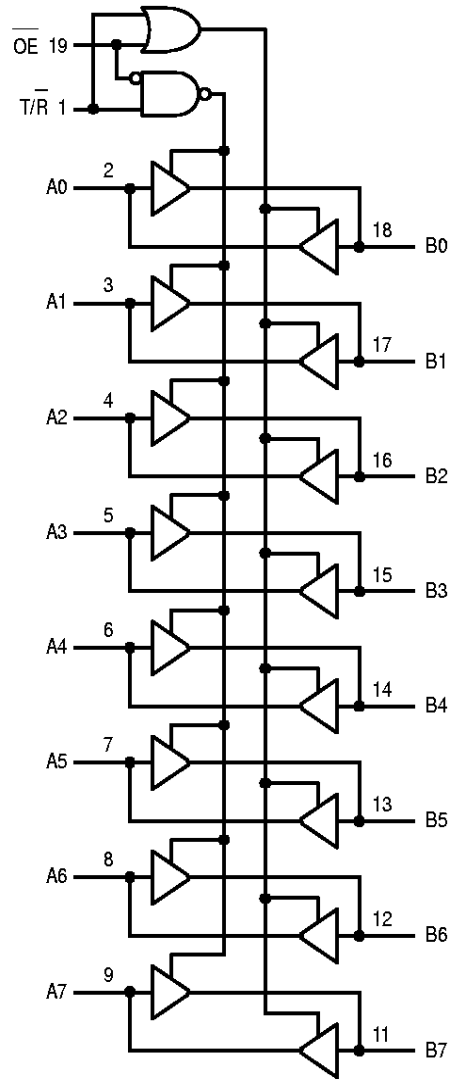 O̅E̅ 19
T/R̅ 1
A0 2
18 B0
A1 3
17 B1
A2 4
16 B2
A3 5
15 B3
A4 6
14 B4
A5 7
13 B5
A6 8
12 B6
A7 9
11 B7